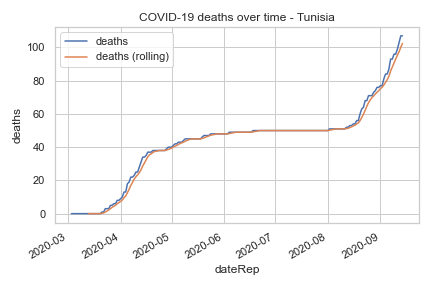 COVID-19 deaths over time - Tunisia
deaths
deaths (rolling)
100
80
60
40
20
0
deaths
2020-03
2020-04
2020-05
2020-06
2020-07
2020-08
2020-09
dateRep